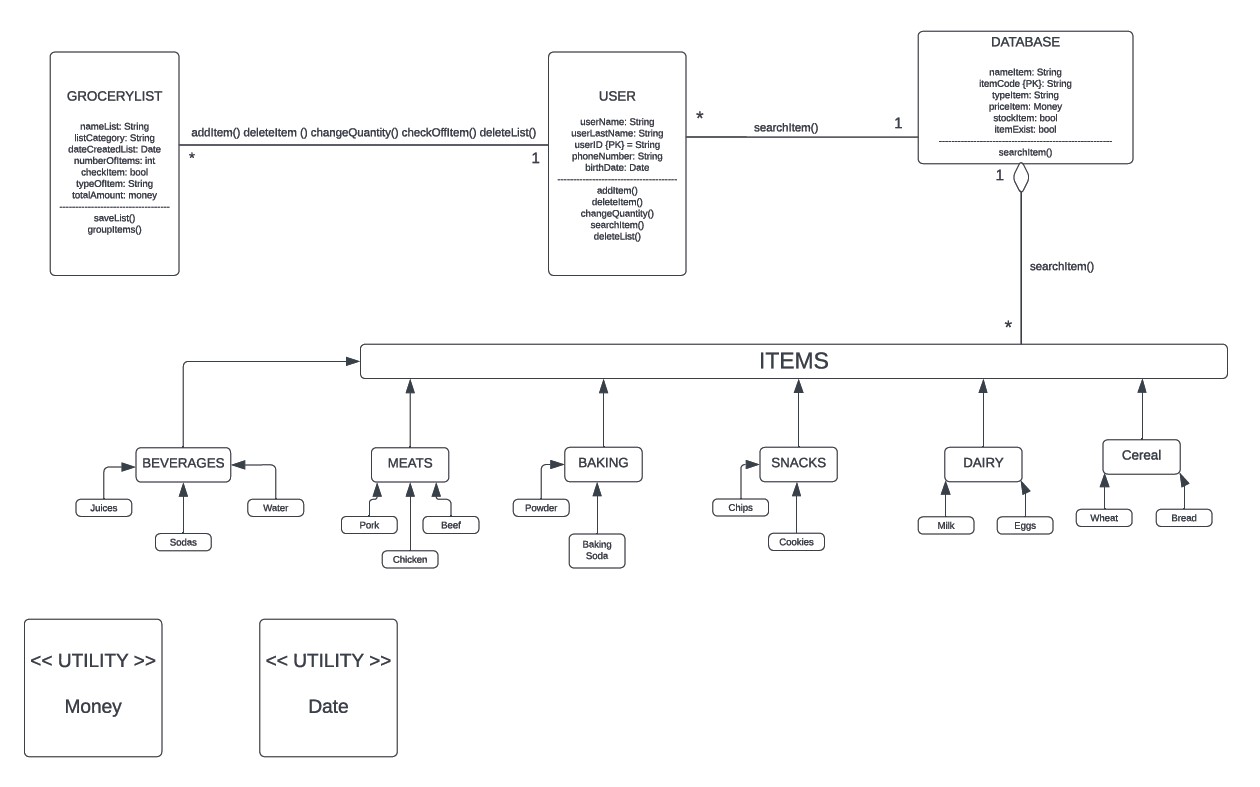 GROCERYLIST
nameList: String
listCategory: String
dateCreatedList: Date
numberOfItems: int
checkItem: bool
typeOfItem: String
totalAmount: money
saveList()
groupItems()
addItem() deleteItem () changeQuantity() checkOffItem() deleteList()
*
1
USER
userName: String
userLastName: String
userID {PK} = String
phoneNumber: String
birthDate: Date
addItem()
deleteItem()
changeQuantity()
searchItem()
deleteList()
*
searchItem()
1
DATABASE
nameItem: String
itemCode {PK}: String
typeItem: String
priceItem: Money
stockItem: bool
itemExist: bool
searchItem()
1
searchItem()
*
ITEMS
BEVERAGES
Juices
Water
Sodas
MEATS
Pork
Beef
Chicken
BAKING
Powder
Baking
Soda
SNACKS
Chips
Cookies
DAIRY
Milk
Eggs
Cereal
Wheat
Bread
<< UTILITY >>
Money
<< UTILITY >>
Date